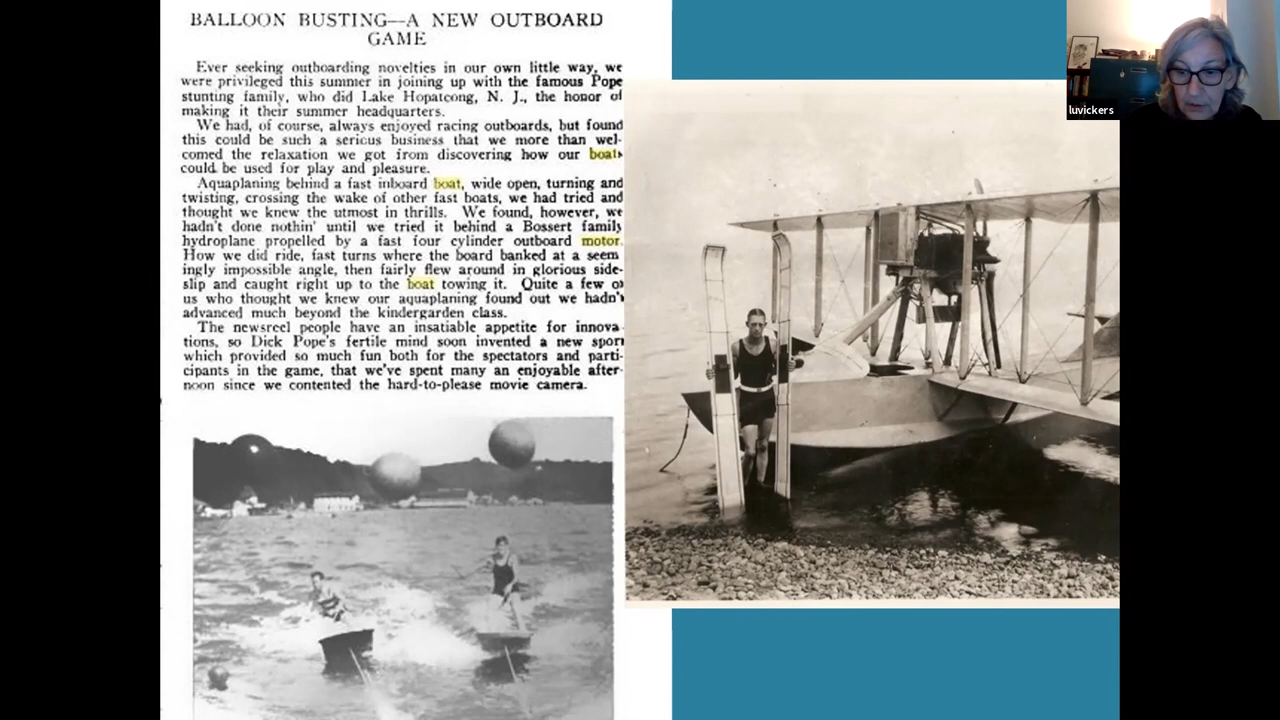 BALLOON BUSTING—A NEW OUTBOARD
GAME
Ever seeking outboarding novelties in our own little way, we
were privileged this summer in joining up with the famous Pope
stunting family, who did Lake Hopatcong, N. J., the honor of
making it their summer headquarters.
We had, of course, always enjoyed racing outboards, but found
this could be such a serious business that we more than wel-
comed the relaxation we got from discovering how our boats
could be used for play and pleasure.
Aquaplaning behind a fast inboard boat, wide open, turning and
twisting, crossing the wake of other fast boats, we had tried and
thought we knew the utmost in thrills. We found, however, we
hadn't done nothin' until we tried it behind a Bossert family
hydroplane propelled by a fast four cylinder outboard motor.
How we did ride, fast turns where the board banked at a seem
ingly impossible angle, then fairly flew around in glorious side-
slip and caught right up to the boat towing it. Quite a few o
us who thought we knew our aquaplaning found out we hadn't
advanced much beyond the kindergarden class.
The newsreel people have an insatiable appetite for innova-
tions, so Dick Pope's fertile mind soon invented a new sport
which provided so much fun both for the spectators and parti-
cipants in the game, that we've spent many an enjoyable after-
noon since we contented the hard-to-please movie camera.
luvickers